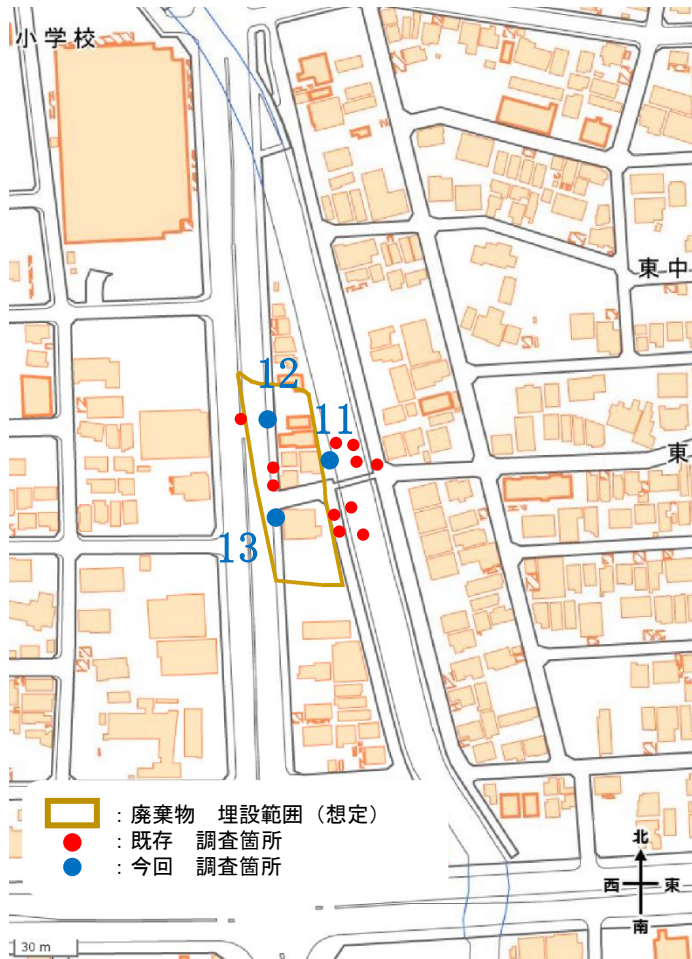 小学校
東中
12
11
東
13
：廃棄物　埋設範囲（想定）
：既存　調査箇所
：今回　調査箇所
北
西 東
南
30 m